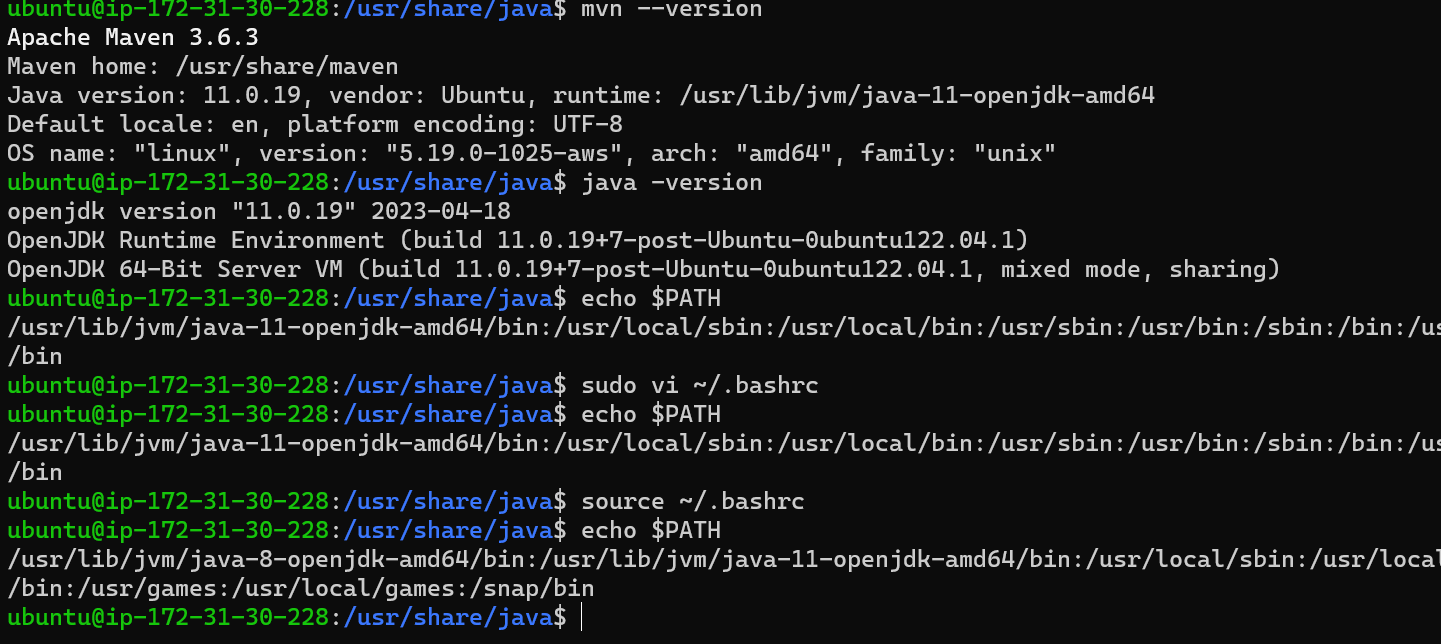 ubuntu@ip-172-31-30-228:/usr/share/java$ mvn --version
Apache Maven 3.6.3
Maven home: /usr/share/maven
Java version: 11.0.19, vendor: Ubuntu, runtime: /usr/lib/jvm/java-11-openjdk-amd64
Default locale: en, platform encoding: UTF-8
OS name: "linux", version: "5.19.0-1025-aws", arch: "amd64", family: "unix"
ubuntu@ip-172-31-30-228:/usr/share/java$ java -version
openjdk version "11.0.19" 2023-04-18
OpenJDK Runtime Environment (build 11.0.19+7-post-Ubuntu-0ubuntu122.04.1)
OpenJDK 64-Bit Server VM (build 11.0.19+7-post-Ubuntu-0ubuntu122.04.1, mixed mode, sharing)
ubuntu@ip-172-31-30-228:/usr/share/java$ echo $PATH
/usr/lib/jvm/java-11-openjdk-amd64/bin:/usr/local/sbin:/usr/local/bin:/usr/sbin:/usr/bin:/sbin:/bin:/us
/bin
ubuntu@ip-172-31-30-228:/usr/share/java$ sudo vi ~/.bashrc
ubuntu@ip-172-31-30-228:/usr/share/java$ echo $PATH
/usr/lib/jvm/java-11-openjdk-amd64/bin:/usr/local/sbin:/usr/local/bin:/usr/sbin:/usr/bin:/sbin:/bin:/us
/bin
ubuntu@ip-172-31-30-228:/usr/share/java$ source ~/.bashrc
ubuntu@ip-172-31-30-228:/usr/share/java$ echo $PATH
/usr/lib/jvm/java-8-openjdk-amd64/bin:/usr/lib/jvm/java-11-openjdk-amd64/bin:/usr/local/sbin:/usr/local
/bin:/usr/games:/usr/local/games:/snap/bin
ubuntu@ip-172-31-30-228:/usr/share/java$